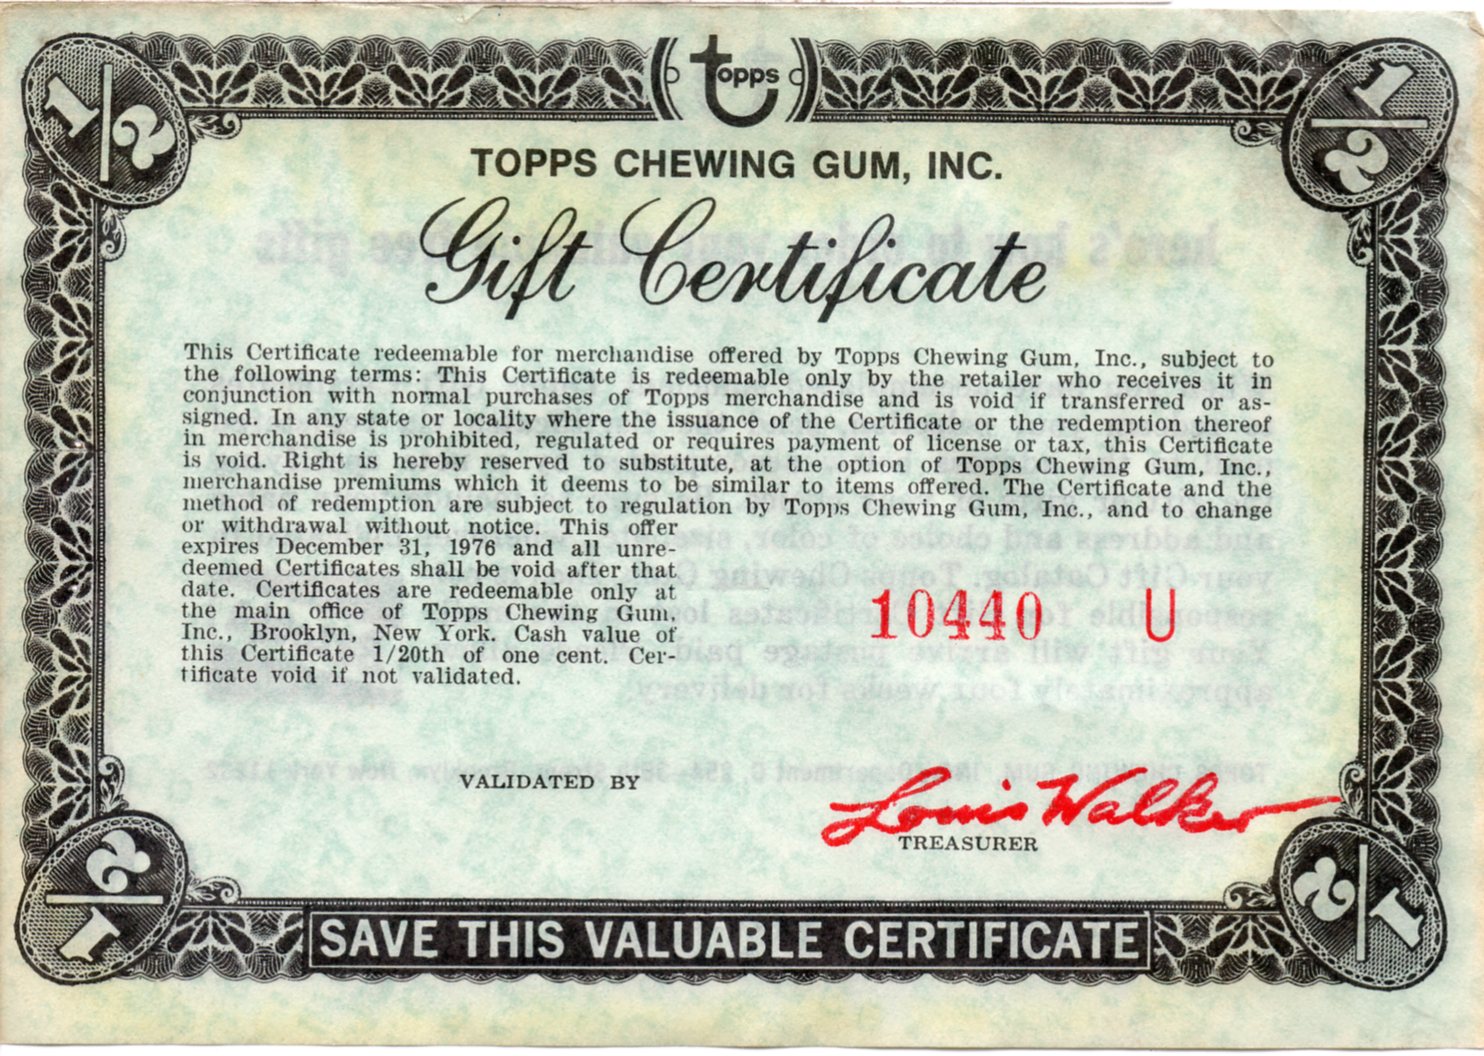 1/2
topps
1/2
TOPPS CHEWING GUM, INC.
Gift Certificate
This Certificate redeemable for merchandise offered by Topps Chewing Gum, Inc., subject to
the following terms: This Certificate is redeemable only by the retailer who receives it in
conjunction with normal purchases of Topps merchandise and is void if transferred or as-
signed. In any state or locality where the issuance of the Certificate or the redemption thereof
in merchandise is prohibited, regulated or requires payment of license or tax, this Certificate
is void. Right is hereby reserved to substitute, at the option of Topps Chewing Gum, Inc.,
merchandise premiums which it deems to be similar to items offered. The Certificate and the
method of redemption are subject to regulation by Topps Chewing Gum, Inc., and to change
or withdrawal without notice. This offer
expires December 31, 1976 and all unre-
deemed Certificates shall be void after that
date. Certificates are redeemable only at
the main office of Topps Chewing Gum,
Inc., Brooklyn, New York. Cash value of
this Certificate 1/20th of one cent. Cer-
tificate void if not validated.
10440 U
VALIDATED BY
Louis Walker
TREASURER
1/2
1/2
SAVE THIS VALUABLE CERTIFICATE